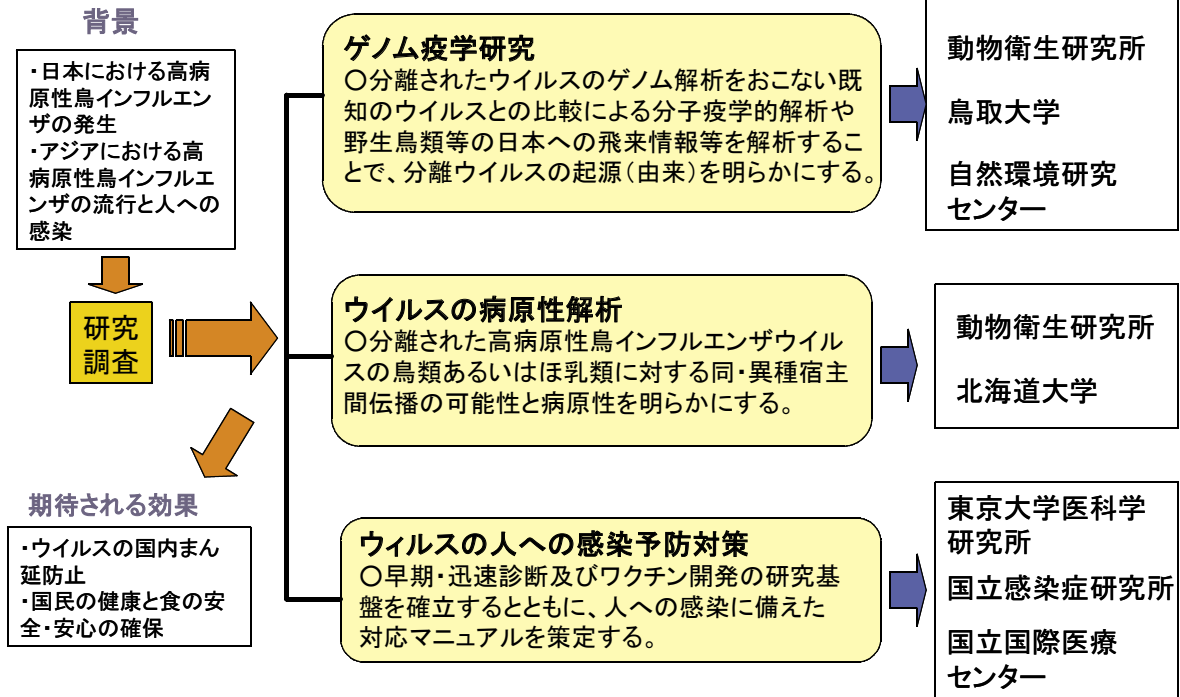 背景
・日本における高病
原性鳥インフルエン
ザの発生
・アジアにおける高
病原性鳥インフルエ
ンザの流行と人への
感染
研究
調査
期待される効果
・ウイルスの国内まん
延防止
・国民の健康と食の安
全・安心の確保
ゲノム疫学研究
○分離されたウイルスのゲノム解析をおこない既
知のウイルスとの比較による分子疫学的解析や
野生鳥類等の日本への飛来情報等を解析するこ
とで、分離ウイルスの起源（由来）を明らかにする。
動物衛生研究所
鳥取大学
自然環境研究
センター
ウイルスの病原性解析
○分離された高病原性鳥インフルエンザウイル
スの鳥類あるいはほ乳類に対する同・異種宿主
間伝播の可能性と病原性を明らかにする。
動物衛生研究所
北海道大学
ウィルスの人への感染予防対策
○早期・迅速診断及びワクチン開発の研究基
盤を確立するとともに、人への感染に備えた
対応マニュアルを策定する。
東京大学医科学
研究所
国立感染症研究所
国立国際医療
センター